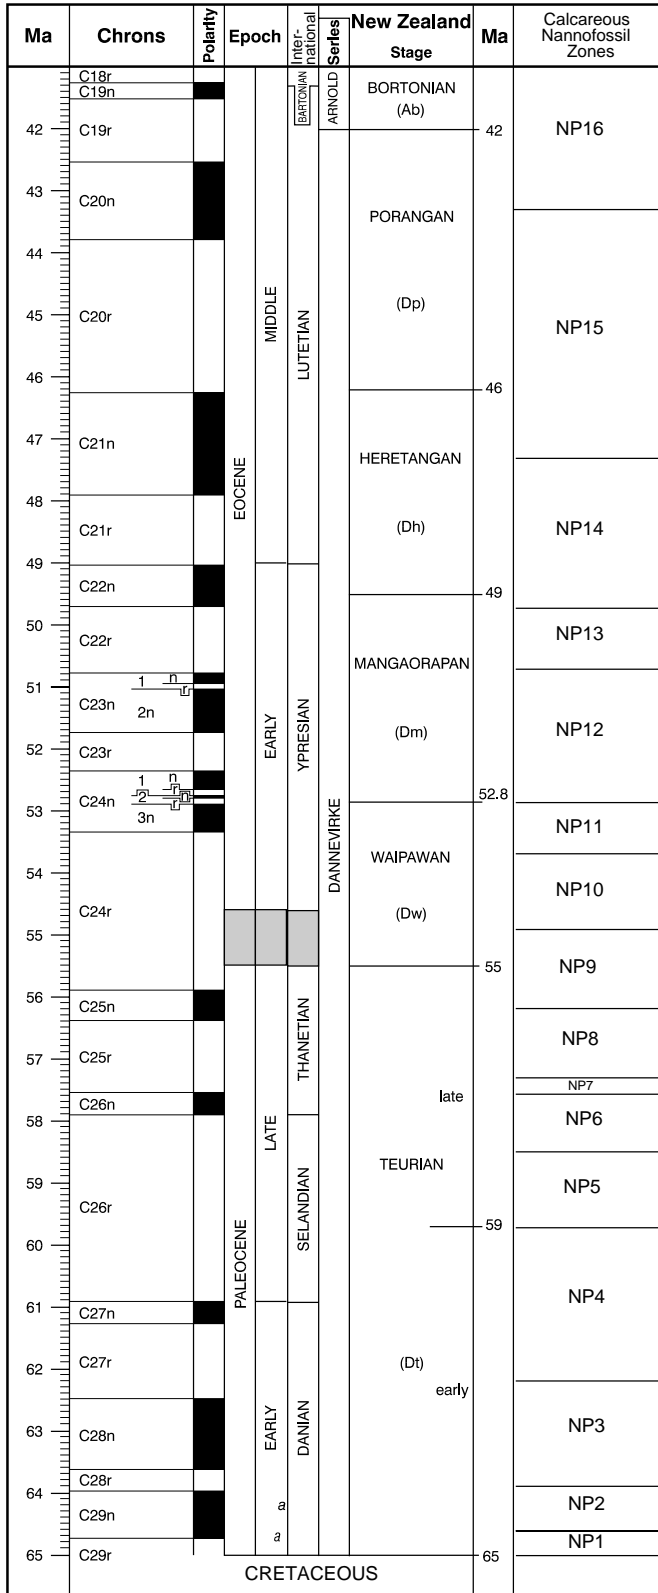 Ma
Chrons
Polarity
Epoch
Inter-
national
Series
New Zealand
Stage
Ma
Calcareous
Nannofossil
Zones
C18r
C19n
C19r
C20n
C20r
C21n
C21r
C22n
C22r
1 n
r
C23n
2n
C23r
1 n
r
2 n
C24n
r
3n
C24r
C25n
C25r
C26n
C26r
C27n
C27r
C28n
C28r
C29n
C29r
42
43
44
45
46
47
48
49
50
51
52
53
54
55
56
57
58
59
60
61
62
63
64
65
EOCENE
PALEOCENE
MIDDLE
EARLY
LATE
EARLY
a
a
BARTONIAN
LUTETIAN
YPRESIAN
THANETIAN
SELANDIAN
DANIAN
ARNOLD
DANNEVIRKE
BORTONIAN
(Ab)
PORANGAN
(Dp)
HERETANGAN
(Dh)
MANGAORAPAN
(Dm)
WAIPAWAN
(Dw)
late
TEURIAN
(Dt)
early
42
46
49
52.8
55
59
65
NP16
NP15
NP14
NP13
NP12
NP11
NP10
NP9
NP8
NP7
NP6
NP5
NP4
NP3
NP2
NP1
CRETACEOUS